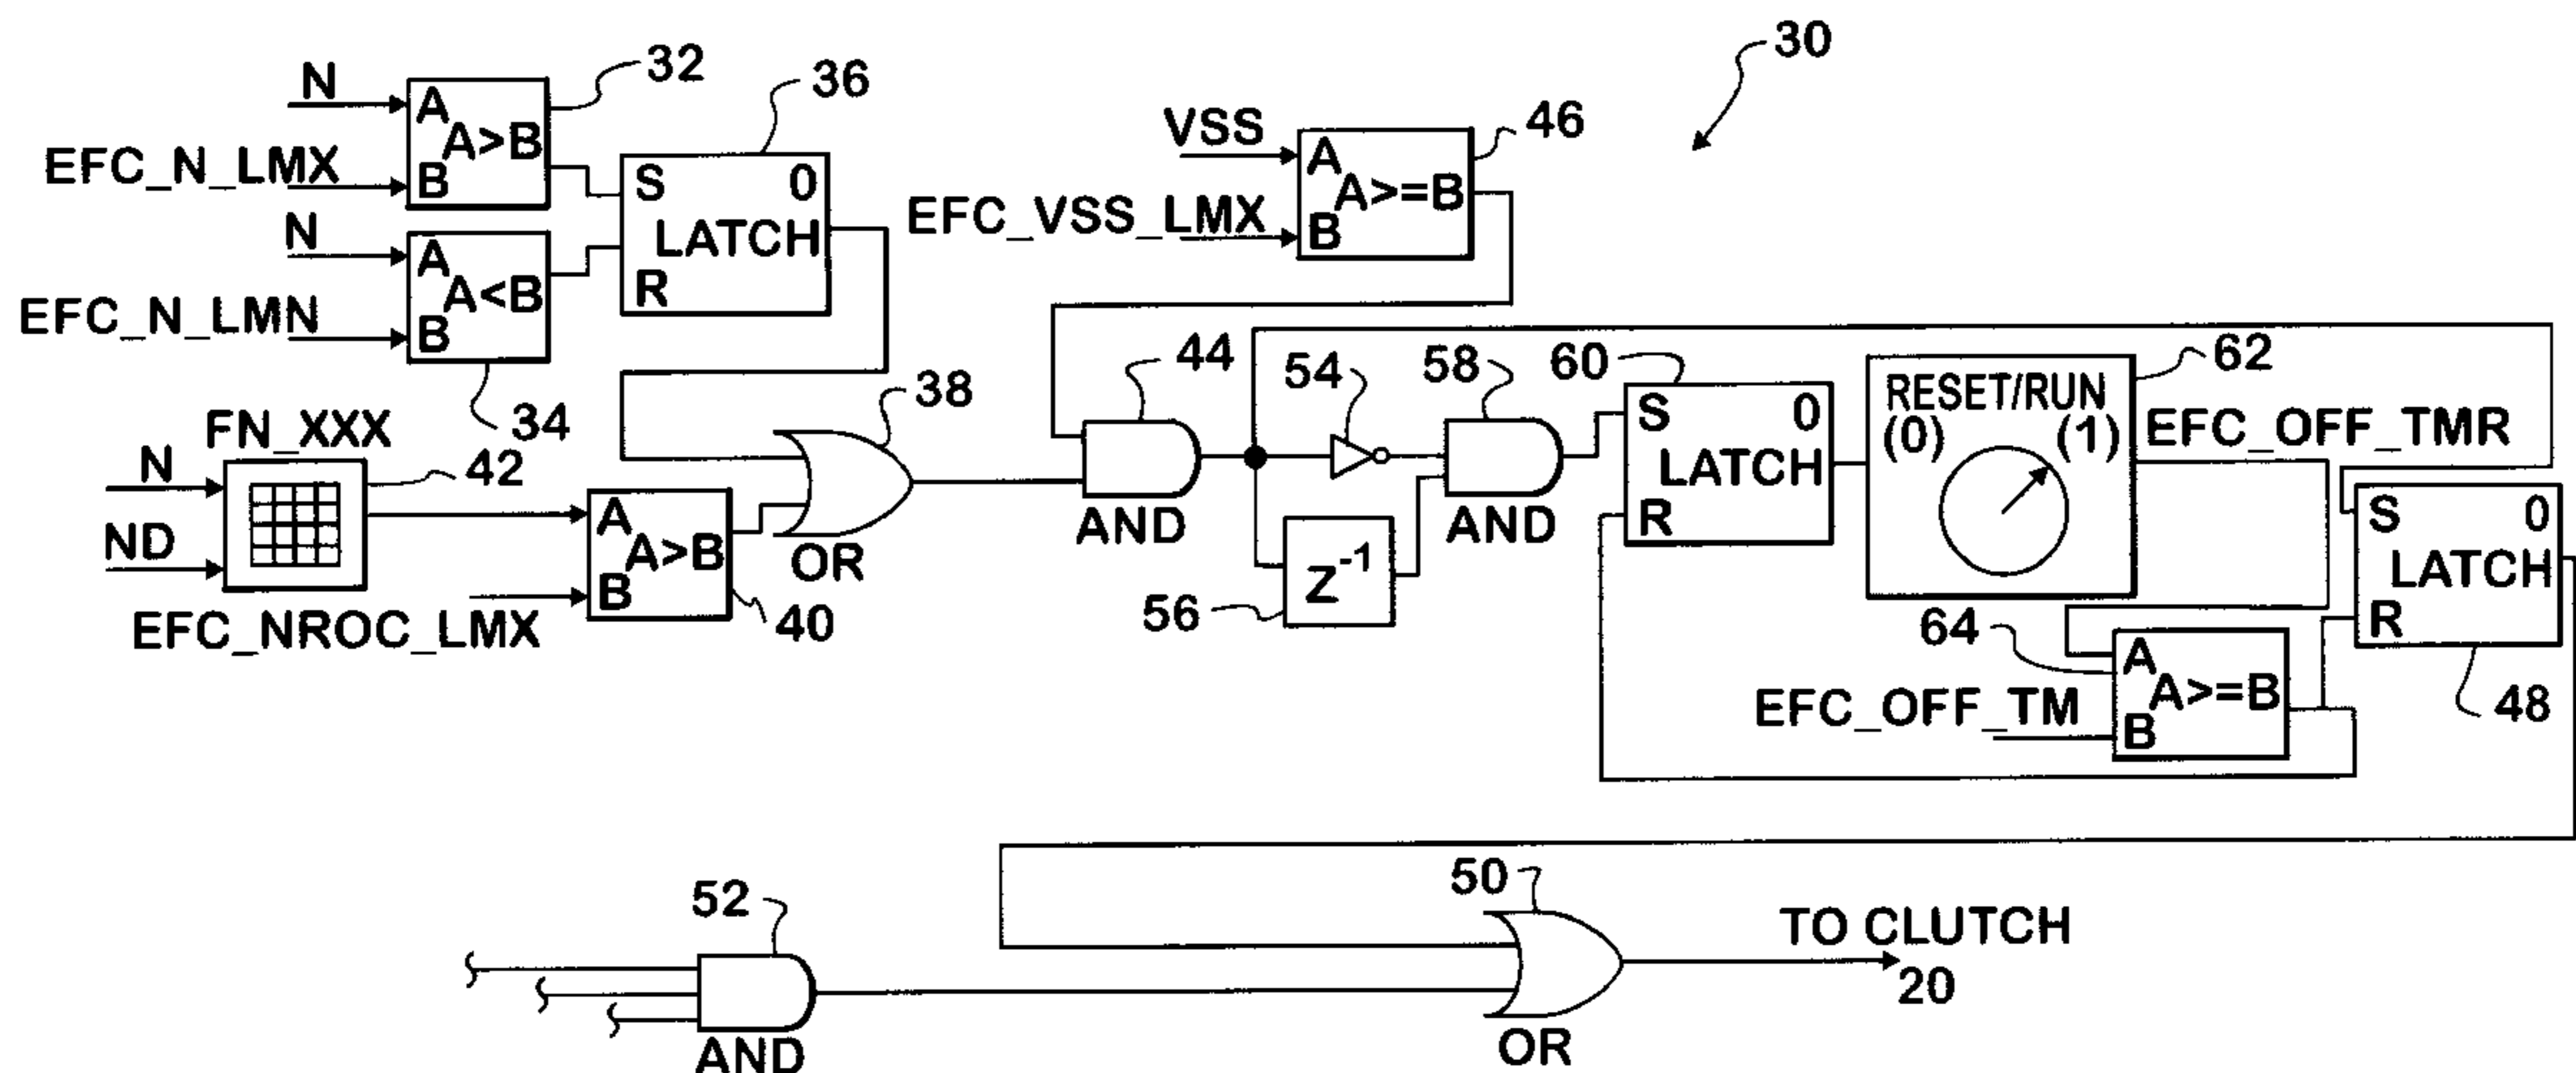 30
N
A
32
A>B
EFC_N_LMX
B
36
S 0
LATCH
R
N
A
A<B
EFC_N_LMN
B
34
VSS
A
46
A>=B
EFC_VSS_LMX
B
FN_XXX
N
42
ND
A
A>B
B
EFC_NROC_LMX
40
38
OR
44
AND
54
58
AND
56
Z⁻¹
60
S 0
LATCH
R
62
RESET/RUN
(0) (1)
EFC_OFF_TMR
S 0
LATCH
R
48
64
A
A>=B
EFC_OFF_TM
B
52
AND
50
OR
TO CLUTCH
20